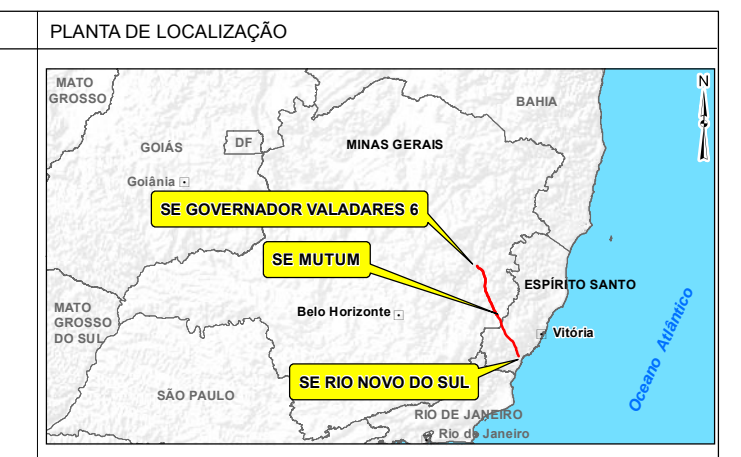 PLANTA DE LOCALIZAÇÃO
MATO
GROSSO
N
BAHIA
GOIÁS
DF
MINAS GERAIS
Goiânia
SE GOVERNADOR VALADARES 6
SE MUTUM
ESPÍRITO SANTO
Belo Horizonte
MATO
GROSSO
DO SUL
Vitória
Oceano Atlântico
SE RIO NOVO DO SUL
SÃO PAULO
RIO DE JANEIRO
Rio de Janeiro